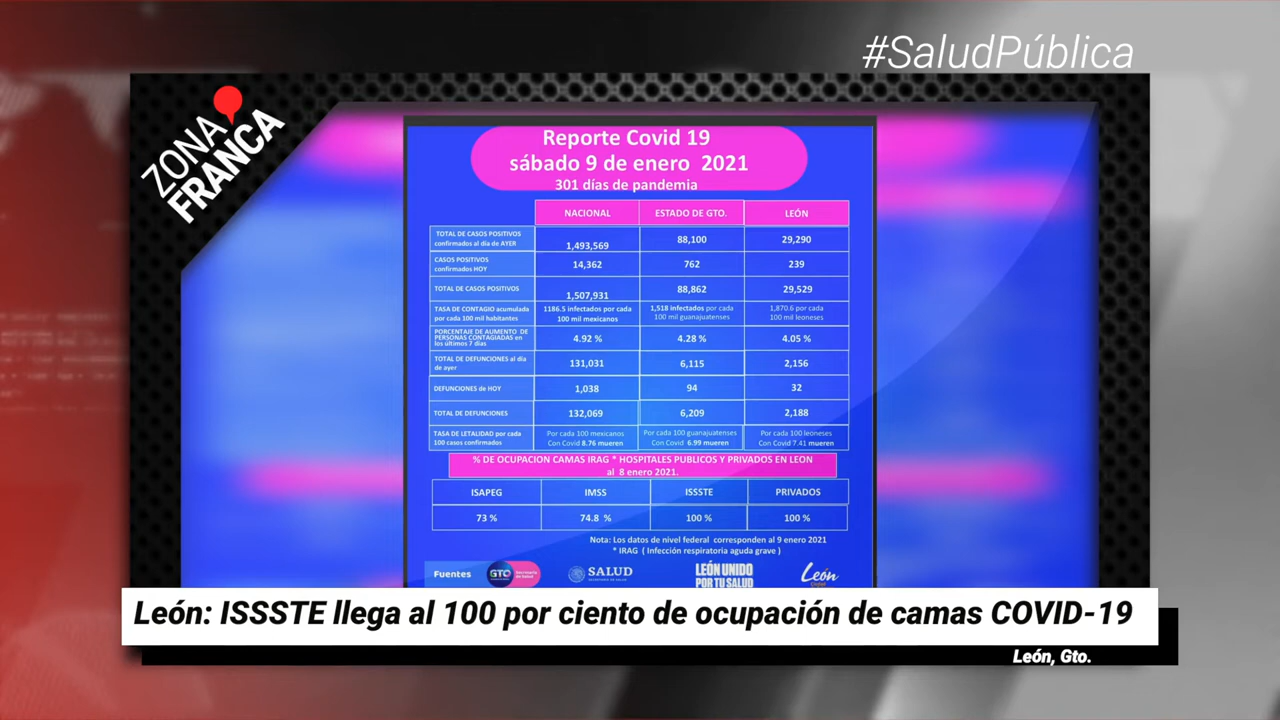 #SaludPública
ZONA
FRANCA
Reporte Covid 19
sábado 9 de enero 2021
301 días de pandemia
NACIONAL ESTADO DE GTO. LEÓN
TOTAL DE CASOS POSITIVOS
confirmados al día de AYER
1,493,569 88,100 29,290
CASOS POSITIVOS
confirmados HOY
14,362 762 239
TOTAL DE CASOS POSITIVOS
1,507,931 88,862 29,529
TASA DE CONTAGIO acumulada
por cada 100 mil habitantes
1186.5 infectados por cada
100 mil mexicanos
1,518 infectados por cada
100 mil guanajuatenses
1,870.6 por cada
100 mil leoneses
PORCENTAJE DE AUMENTO DE
PERSONAS CONTAGIADAS en
los últimos 7 días
4.92 % 4.28 % 4.05 %
TOTAL DE DEFUNCIONES al día
de ayer
131,031 6,115 2,156
DEFUNCIONES de HOY
1,038 94 32
TOTAL DE DEFUNCIONES
132,069 6,209 2,188
TASA DE LETALIDAD por cada
100 casos confirmados
Por cada 100 mexicanos
Con Covid 8.76 mueren
Por cada 100 guanajuatenses
Con Covid 6.99 mueren
Por cada 100 leoneses
Con Covid 7.41 mueren
% DE OCUPACION CAMAS IRAG * HOSPITALES PUBLICOS Y PRIVADOS EN LEON
al 8 enero 2021.
ISAPEG IMSS ISSSTE PRIVADOS
73 % 74.8 % 100 % 100 %
Nota: Los datos de nivel federal corresponden al 9 enero 2021
* IRAG ( Infección respiratoria aguda grave )
Fuentes
GTO
Secretaría
de Salud
SALUD
SECRETARÍA DE SALUD
LEÓN UNIDO
POR TU SALUD
León
León: ISSSTE llega al 100 por ciento de ocupación de camas COVID-19
León, Gto.